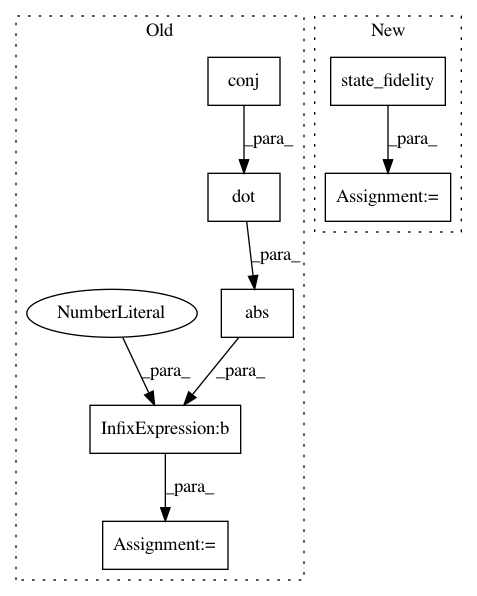 Old
New
conj
state_fidelity
_para_
_para_
dot
Assignment:=
_para_
NumberLiteral
abs
_para_
_para_
InfixExpression:b
_para_
Assignment:=